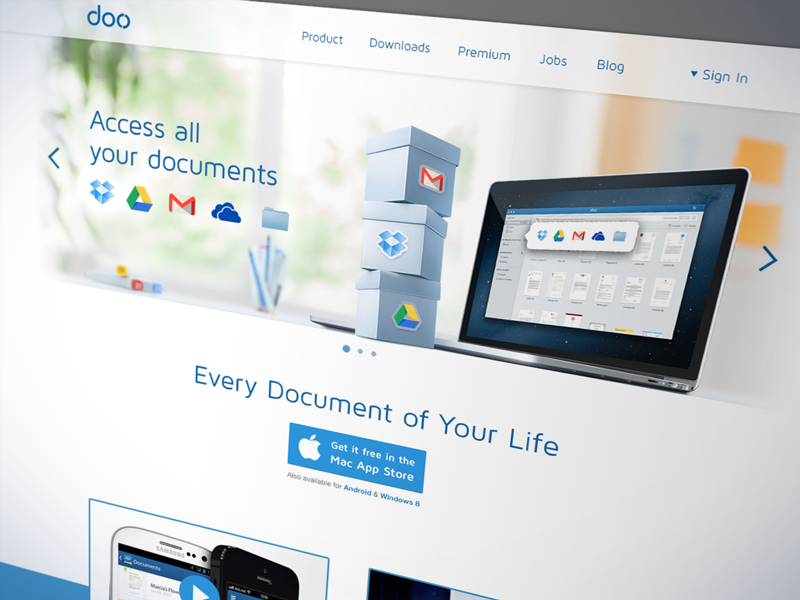 doo
Product
Downloads
Premium
Jobs
Blog
Sign In
Access all
your documents
Every Document of Your Life
Get it free in the
Mac App Store
Also available for Android & Windows 8
SAMSUNG
Documents